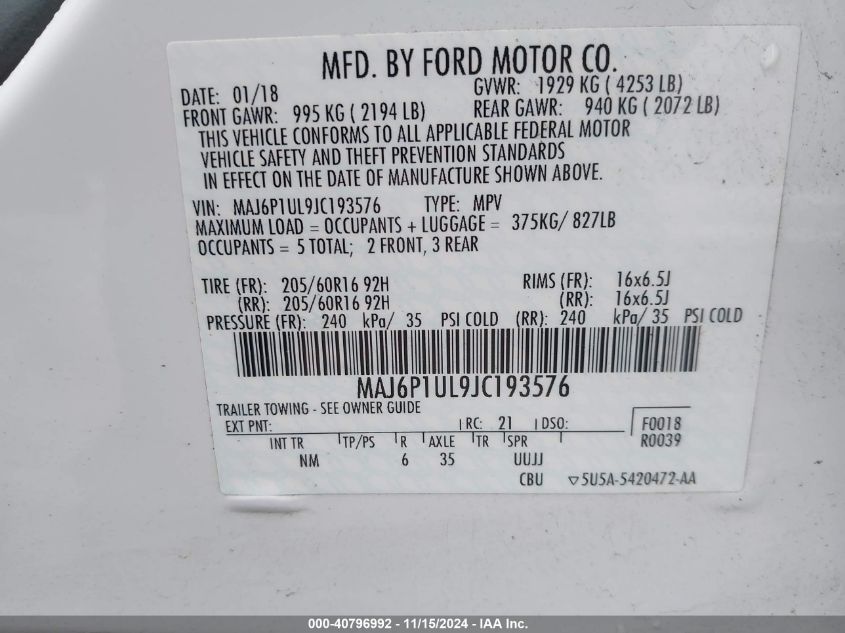 MFD. BY FORD MOTOR CO.
DATE: 01/18 GVWR: 1929 KG ( 4253 LB)
FRONT GAWR: 995 KG ( 2194 LB) REAR GAWR: 940 KG ( 2072 LB)
THIS VEHICLE CONFORMS TO ALL APPLICABLE FEDERAL MOTOR
VEHICLE SAFETY AND THEFT PREVENTION STANDARDS
IN EFFECT ON THE DATE OF MANUFACTURE SHOWN ABOVE.
VIN: MAJ6P1UL9JC193576 TYPE: MPV
MAXIMUM LOAD = OCCUPANTS + LUGGAGE = 375KG/ 827LB
OCCUPANTS = 5 TOTAL; 2 FRONT, 3 REAR
TIRE (FR): 205/60R16 92H RIMS (FR): 16x6.5J
(RR): 205/60R16 92H (RR): 16x6.5J
PRESSURE (FR): 240 kPa/ 35 PSI COLD (RR): 240 kPa/ 35 PSI COLD
MAJ6P1UL9JC193576
TRAILER TOWING - SEE OWNER GUIDE
EXT PNT: RC: 21 DSO: F0018
INT TR TP/PS R AXLE TR SPR R0039
NM 6 35 UUJJ
CBU ▽5U5A-5420472-AA
000-40796992 - 11/15/2024 - IAA Inc.